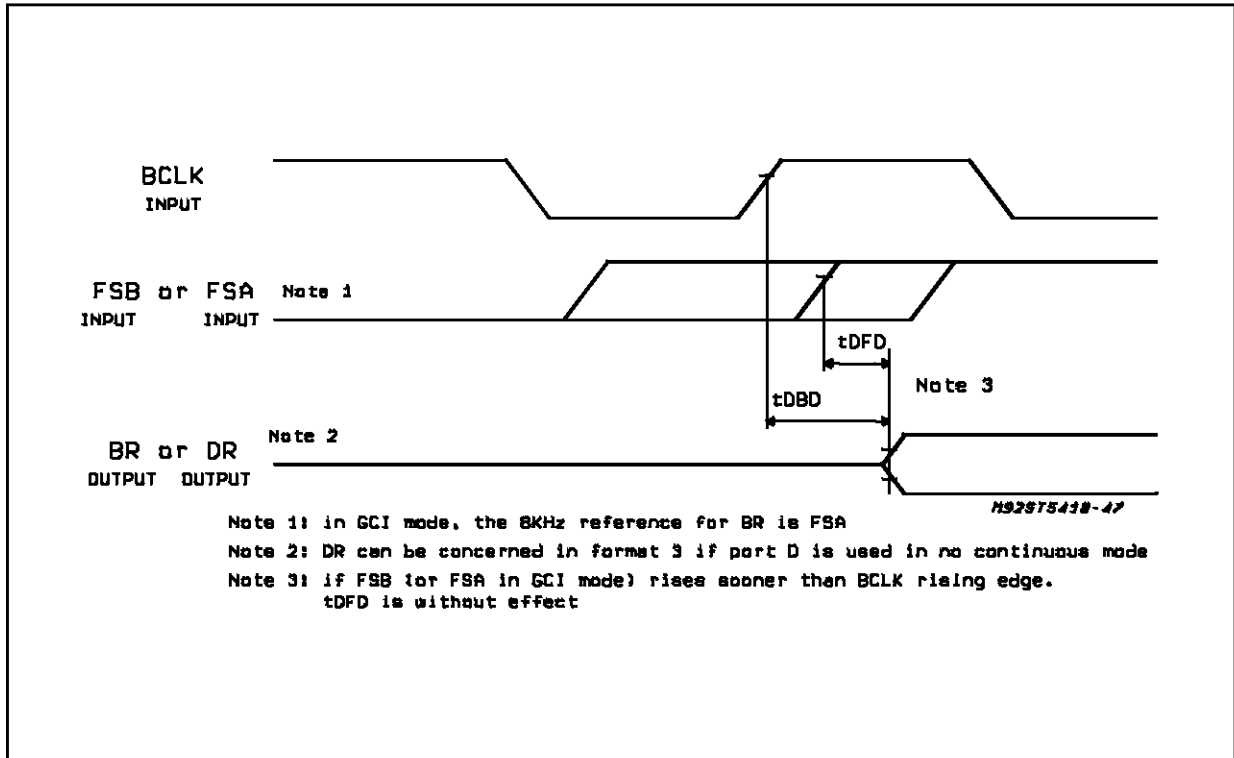 BCLK
INPUT
FSB or FSA Note 1
INPUT INPUT
tDFD
Note 3
tDBD
Note 2
BR or DR
OUTPUT OUTPUT
M92ST5410-47
Note 1: in GCI mode, the 8KHz reference for BR is FSA
Note 2: DR can be concerned in format 3 if port D is used in no continuous mode
Note 3: if FSB (or FSA in GCI mode) rises sooner than BCLK rising edge.
tDFD is without effect